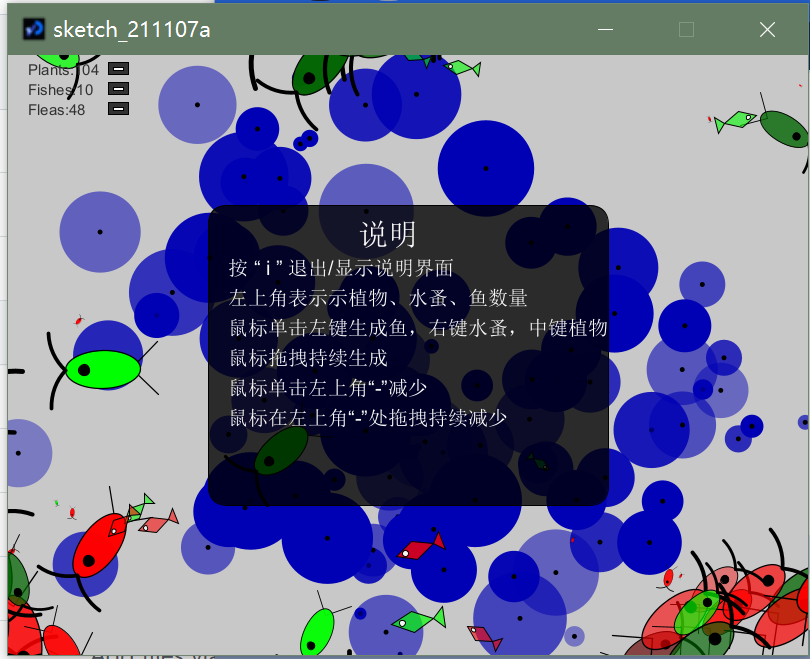 sketch_211107a
Plants:104
Fishes:10
Fleas:48
说明
按 “ i ” 退出/显示说明界面
左上角表示示植物、水蚤、鱼数量
鼠标单击左键生成鱼，右键水蚤，中键植物
鼠标拖拽持续生成
鼠标单击左上角“-”减少
鼠标在左上角“-”处拖拽持续减少